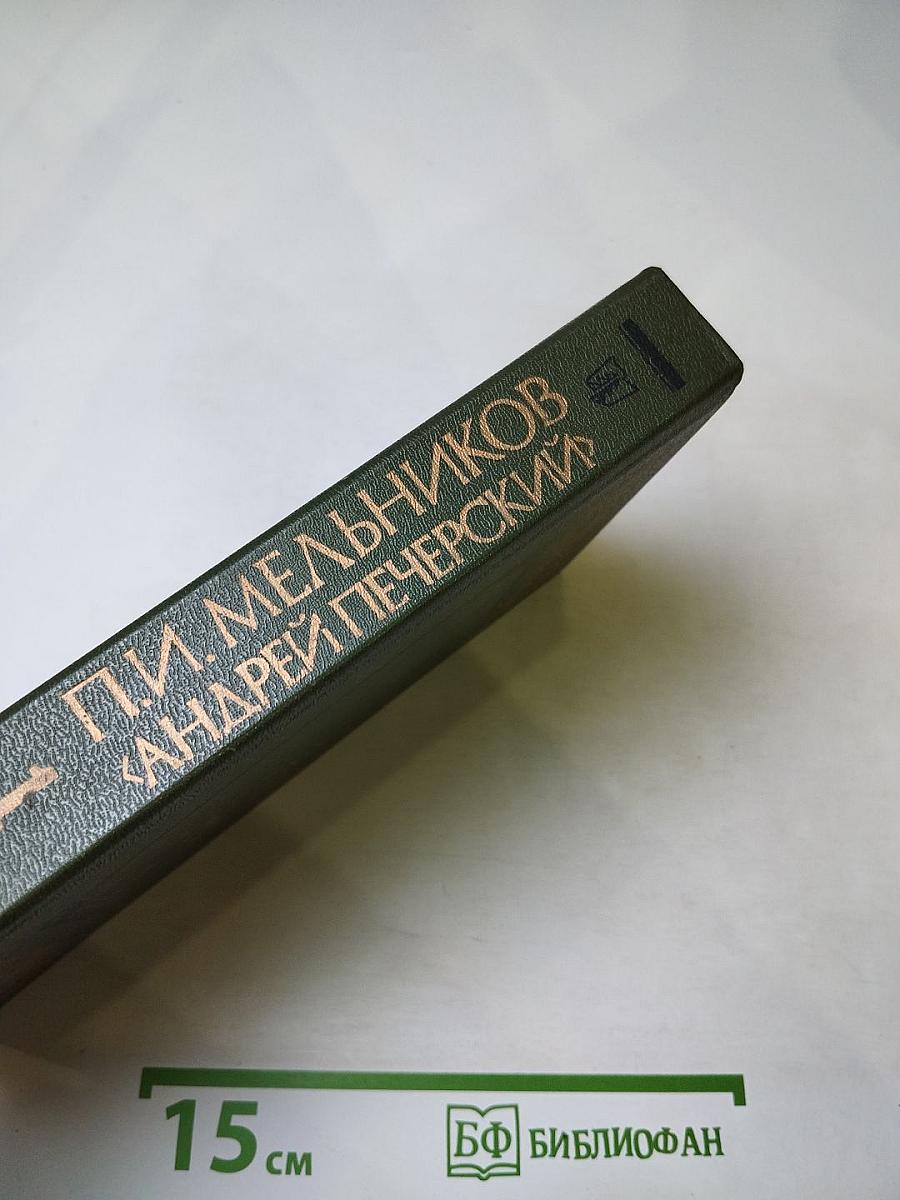 П.И. МЕЛЬНИКОВ
‹АНДРЕЙ ПЕЧЕРСКИЙ›
15 см
БФ БИБЛИОФАН